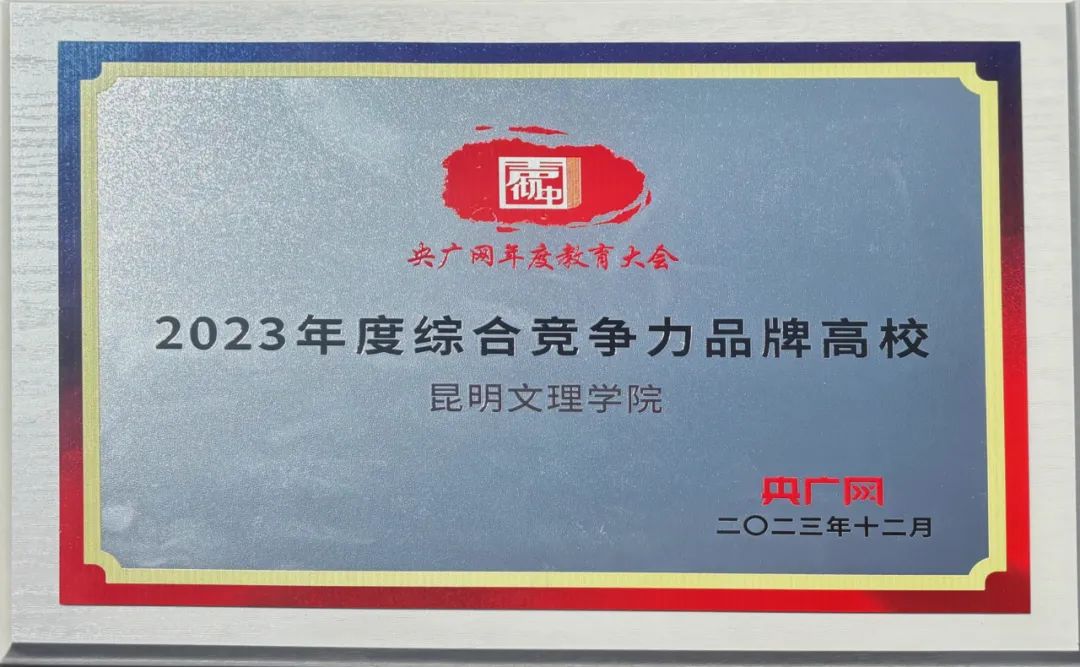 央广网年度教育大会
2023年度综合竞争力品牌高校
昆明文理学院
央广网
二〇二三年十二月